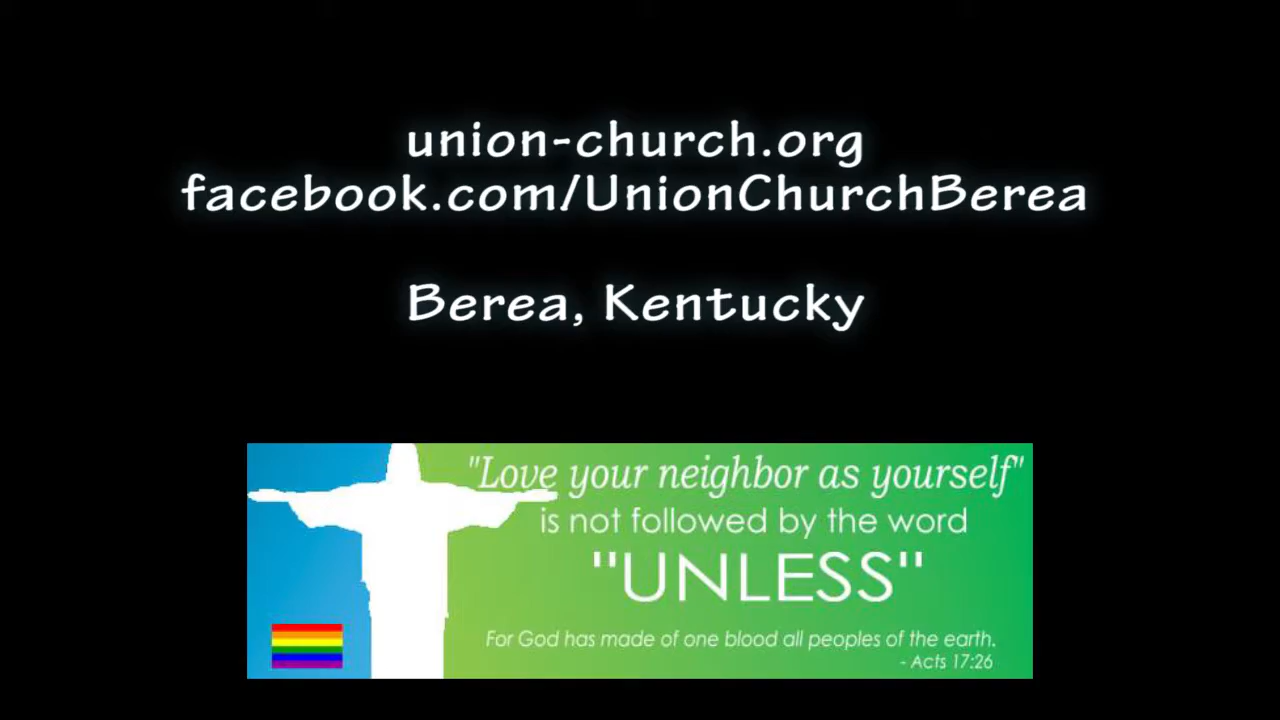 union-church.org
facebook.com/UnionChurchBerea
Berea, Kentucky
"Love your neighbor as yourself"
is not followed by the word
"UNLESS"
For God has made of one blood all peoples of the earth.
- Acts 17:26